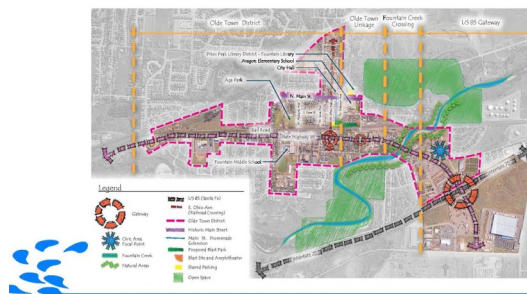 Olde Town District
Olde Town
Linkage
Fountain Creek
Crossing
US 85 Gateway
Pikes Peak Library District - Fountain Library
Aragon Elementary School
City Hall
Aga Park
N. Main St.
Rail Road
State Highway 16
Fountain Middle School
Legend
Gateway
Civic Area
Focal Point
Fountain Creek
Natural Areas
US 85 (Santa Fe)
E. Ohio Ave.
(Railroad Crossing)
Olde Town District
Historic Main Street
Main St. Promenade
Extension
Proposed Blast Park
Blast Site and Amphitheater
Shared Parking
Open Space